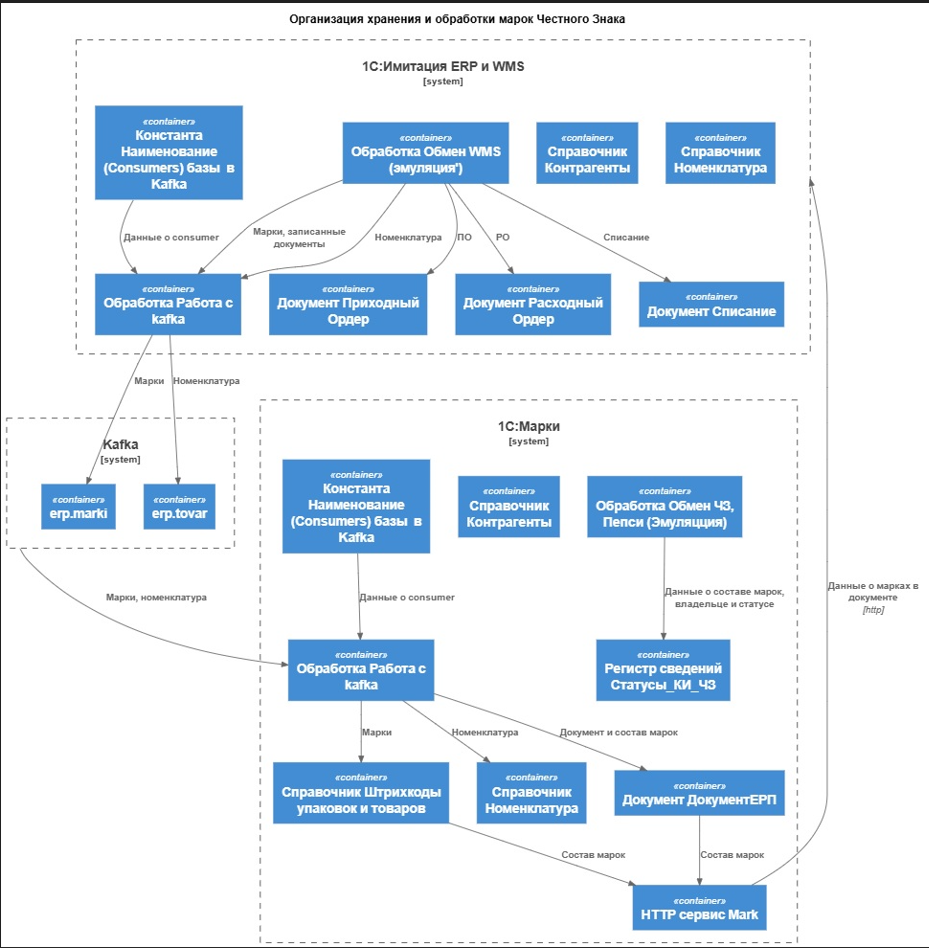 Организация хранения и обработки марок Честного Знака
1С:Имитация ERP и WMS
[system]
«container»
Константа
Наименование
(Consumers) базы в
Kafka
«container»
Обработка Обмен WMS
(эмуляция*)
«container»
Справочник
Контрагенты
«container»
Справочник
Номенклатура
Данные о consumer
Марки, записанные
документы
Номенклатура
ПО
РО
Списание
«container»
Обработка Работа с
kafka
«container»
Документ Приходный
Ордер
«container»
Документ Расходный
Ордер
«container»
Документ Списание
Марки
Номенклатура
Kafka
[system]
«container»
erp.marki
«container»
erp.tovar
Марки, номенклатура
1С:Марки
[system]
«container»
Константа
Наименование
(Consumers) базы в
Kafka
«container»
Справочник
Контрагенты
«container»
Обработка Обмен ЧЗ,
Пепси (Эмуляцция)
Данные о consumer
Данные о составе марок,
владельце и статусе
Данные о марках в
документе
[http]
«container»
Обработка Работа с
kafka
«container»
Регистр сведений
Статусы_КИ_ЧЗ
Марки
Номенклатура
Документ и состав марок
«container»
Справочник Штрихкоды
упаковок и товаров
«container»
Справочник
Номенклатура
«container»
Документ ДокументЕРП
Состав марок
Состав марок
«container»
HTTP сервис Mark